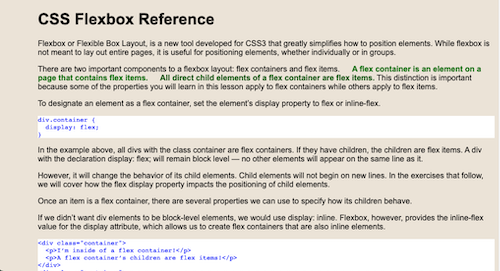 CSS Flexbox Reference
Flexbox or Flexible Box Layout, is a new tool developed for CSS3 that greatly simplifies how to position elements. While flexbox
is not meant to lay out entire pages, it is useful for positioning elements, whether individually or in groups.
There are two important components to a flexbox layout: flex containers and flex items. A flex container is an element on a
page that contains flex items. All direct child elements of a flex container are flex items. This distinction is important
because some of the properties you will learn in this lesson apply to flex containers while others apply to flex items.
To designate an element as a flex container, set the element's display property to flex or inline-flex.
div.container {
display: flex;
}
In the example above, all divs with the class container are flex containers. If they have children, the children are flex items. A div
with the declaration display: flex; will remain block level — no other elements will appear on the same line as it.
However, it will change the behavior of its child elements. Child elements will not begin on new lines. In the exercises that follow,
we will cover how the flex display property impacts the positioning of child elements.
Once an item is a flex container, there are several properties we can use to specify how its children behave.
If we didn't want div elements to be block-level elements, we would use display: inline. Flexbox, however, provides the inline-flex
value for the display attribute, which allows us to create flex containers that are also inline elements.
<div class="container">
<p>I'm inside of a flex container!</p>
<p>A flex container's children are flex items!</p>
</div>